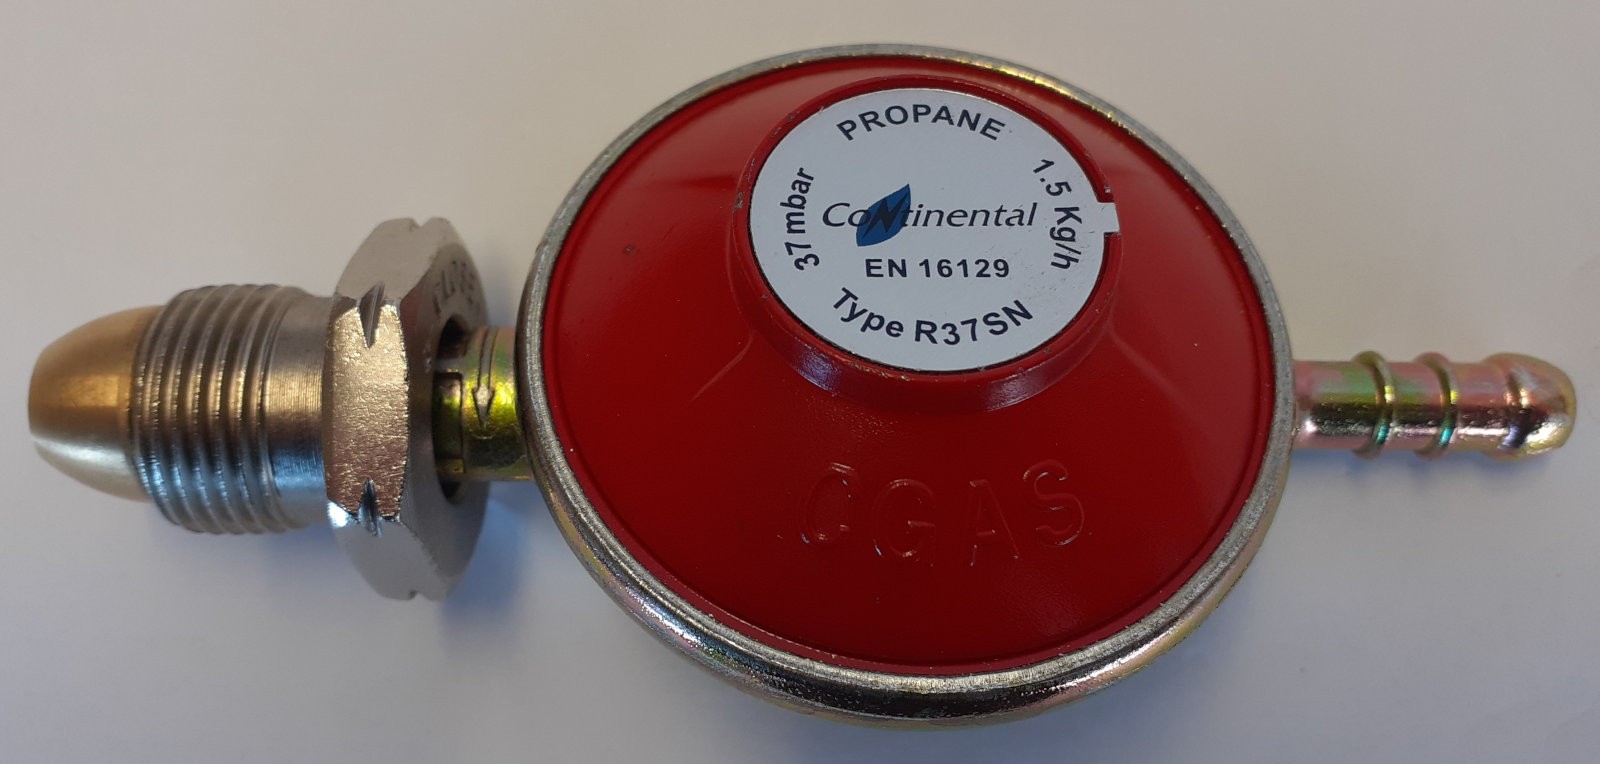 PROPANE
37 mbar
1.5 Kg/h
Continental
EN 16129
Type R37SN
CGAS